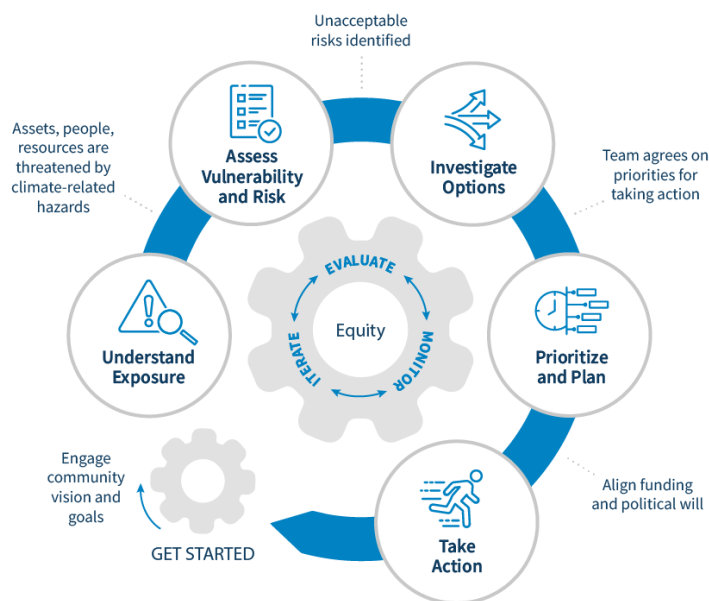 Unacceptable
risks identified
Assess
Vulnerability
and Risk
Investigate
Options
Assets, people,
resources are
threatened by
climate-related
hazards
Team agrees on
priorities for
taking action
EVALUATE
Equity
ITERATE
MONITOR
Understand
Exposure
Prioritize
and Plan
Engage
community
vision and
goals
GET STARTED
Take
Action
Align funding
and political will